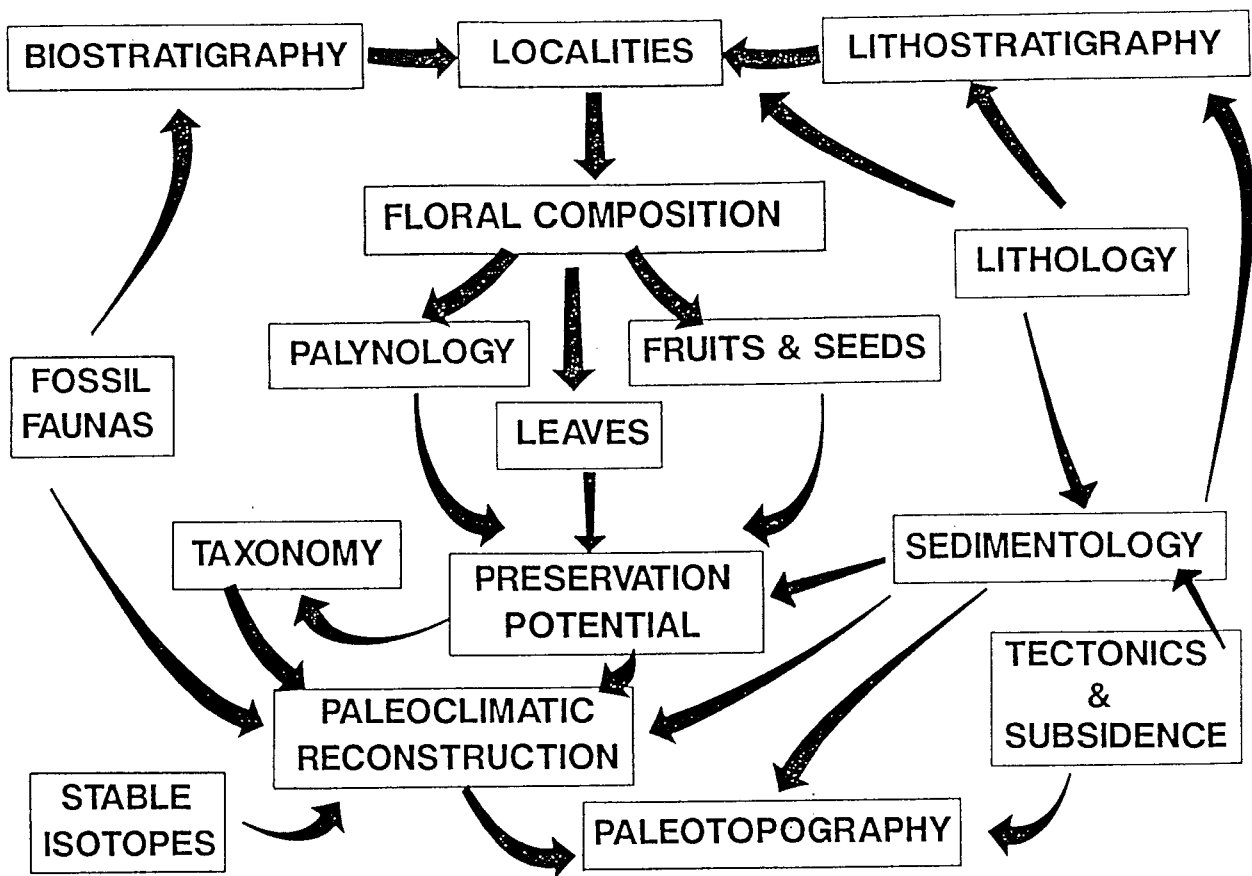 BIOSTRATIGRAPHY
LOCALITIES
LITHOSTRATIGRAPHY
FLORAL COMPOSITION
LITHOLOGY
PALYNOLOGY
FRUITS & SEEDS
FOSSIL
FAUNAS
LEAVES
TAXONOMY
SEDIMENTOLOGY
PRESERVATION
POTENTIAL
TECTONICS
&
SUBSIDENCE
PALEOCLIMATIC
RECONSTRUCTION
STABLE
ISOTOPES
PALEOTOPOGRAPHY